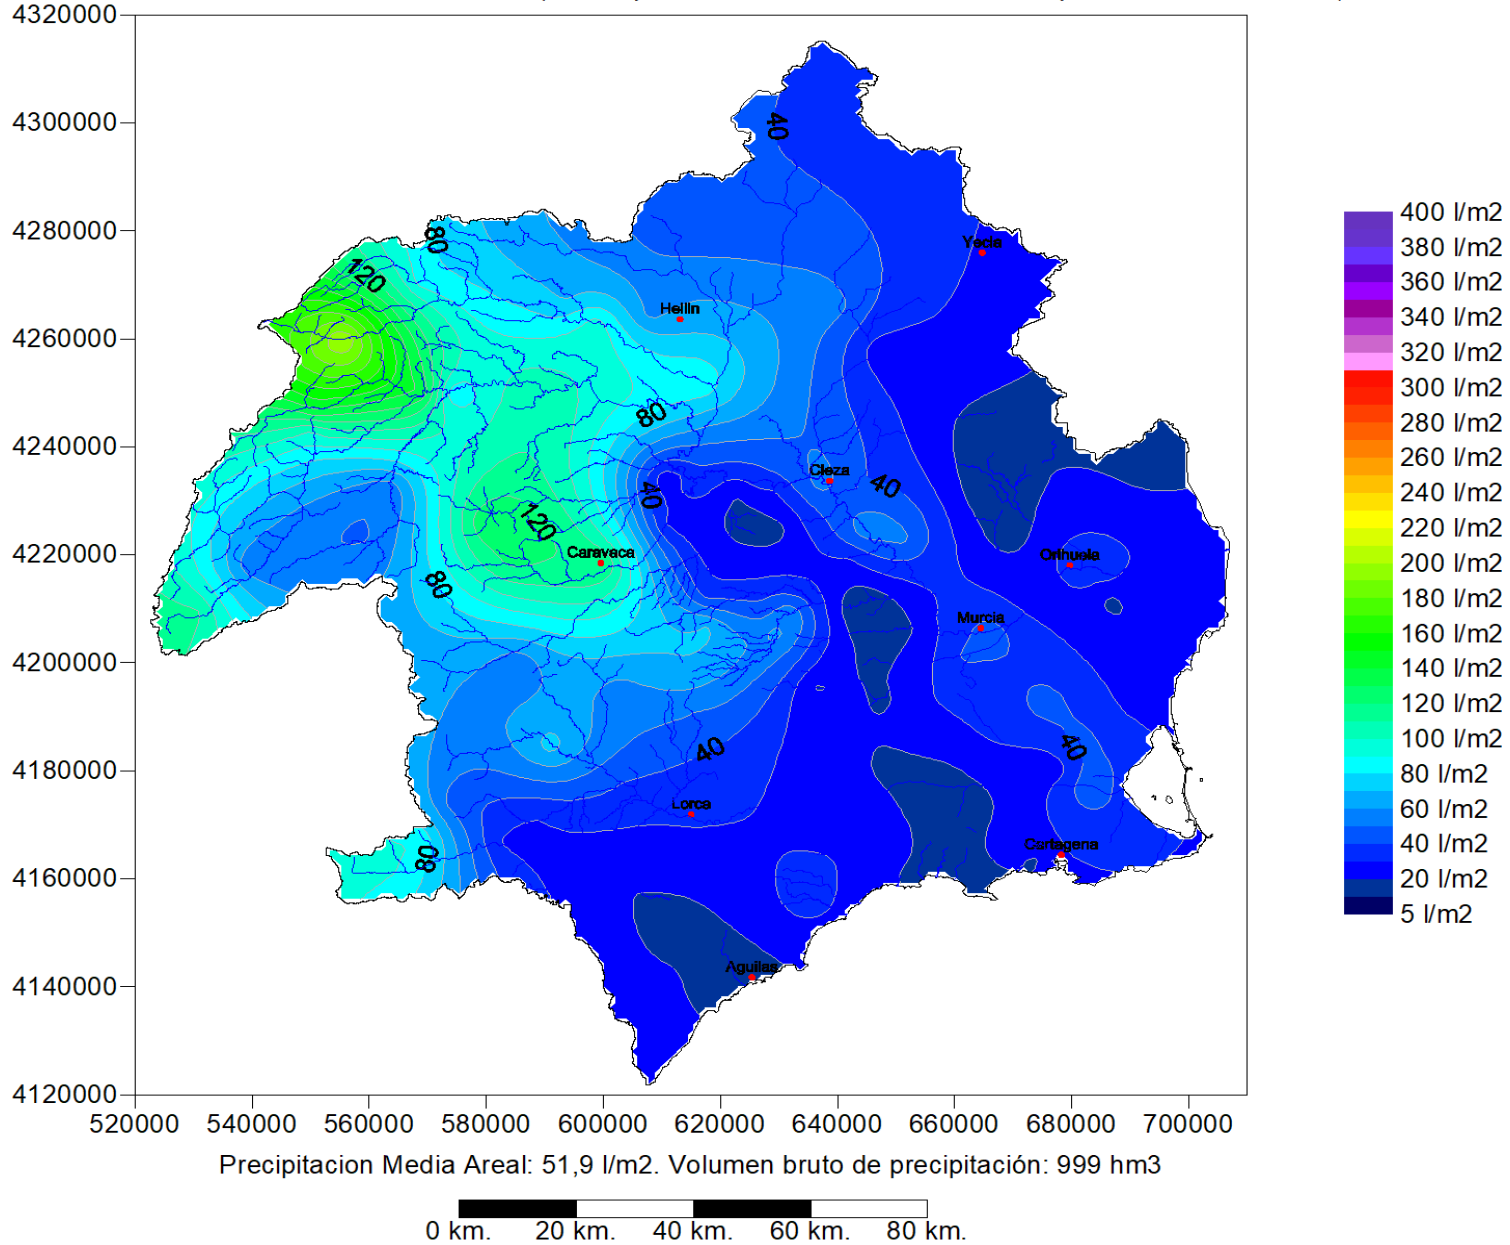 4320000
4300000
4280000
4260000
4240000
4220000
4200000
4180000
4160000
4140000
4120000
520000 540000 560000 580000 600000 620000 640000 660000 680000 700000
40
80
120
Yecla
Hellin
80
Cieza
40
40
120
Caravaca
Orihuela
80
Murcia
40
40
Lorca
80
Cartagena
Aguilas
400 l/m2
380 l/m2
360 l/m2
340 l/m2
320 l/m2
300 l/m2
280 l/m2
260 l/m2
240 l/m2
220 l/m2
200 l/m2
180 l/m2
160 l/m2
140 l/m2
120 l/m2
100 l/m2
80 l/m2
60 l/m2
40 l/m2
20 l/m2
5 l/m2
Precipitacion Media Areal: 51,9 l/m2. Volumen bruto de precipitación: 999 hm3
0 km. 20 km. 40 km. 60 km. 80 km.